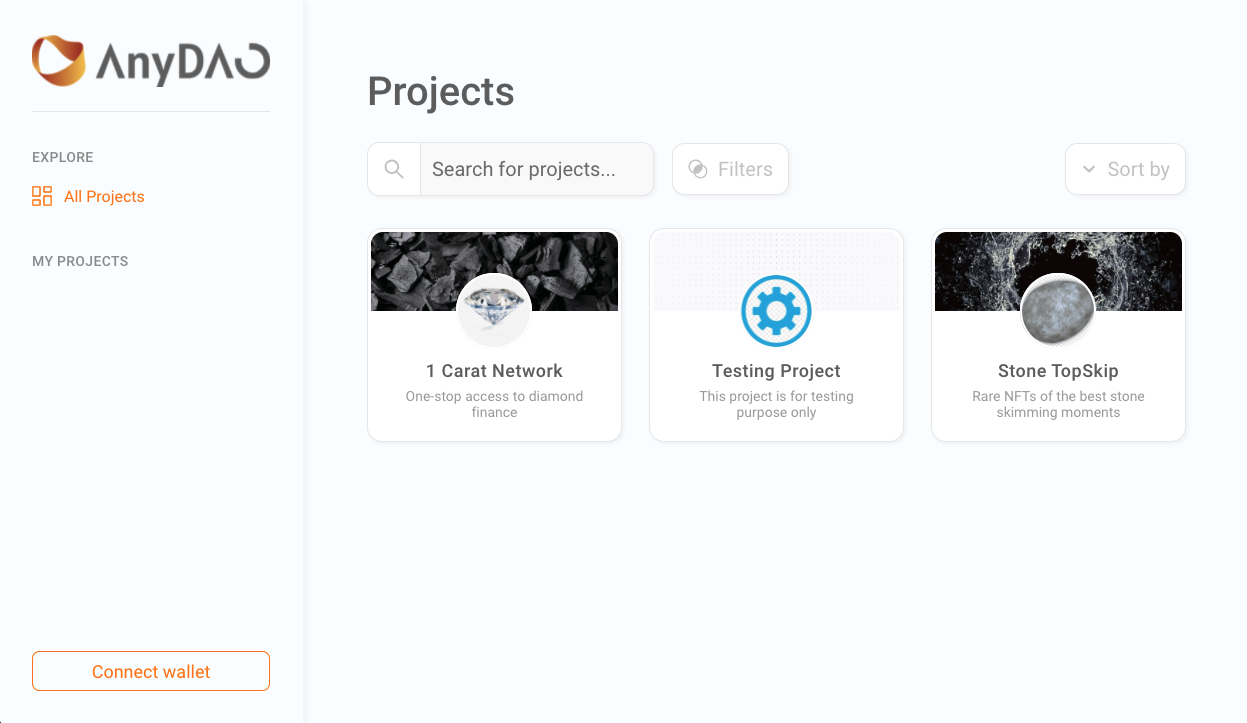 AnyDAO
EXPLORE
All Projects
MY PROJECTS
Connect wallet
Projects
Search for projects...
Filters
Sort by
1 Carat Network
One-stop access to diamond
finance
Testing Project
This project is for testing
purpose only
Stone TopSkip
Rare NFTs of the best stone
skimming moments